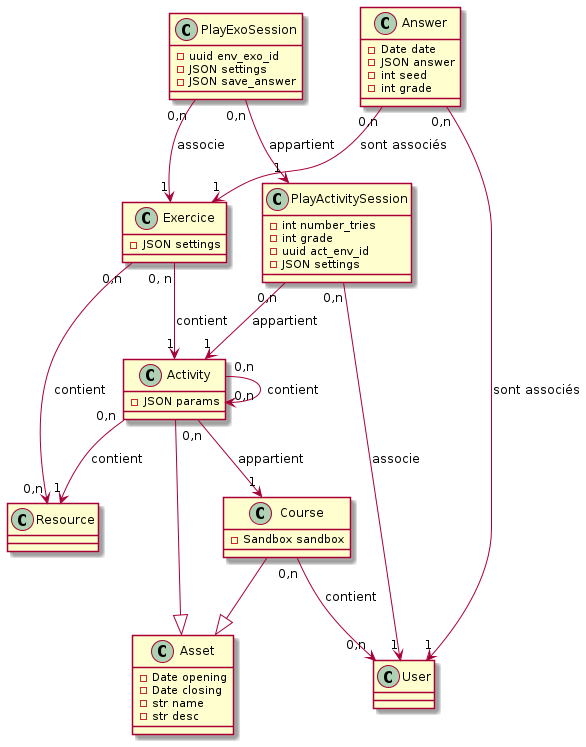 C PlayExoSession
uuid env_exo_id
JSON settings
JSON save_answer
C Answer
Date date
JSON answer
int seed
int grade
0,n
0,n
0,n
0,n
associe
appartient
sont associés
1
1
1
C Exercice
JSON settings
C PlayActivitySession
int number_tries
int grade
uuid act_env_id
JSON settings
0,n
0, n
0,n
0,n
contient
appartient
1
1
C Activity
JSON params
0,n
contient
0,n
contient
sont associés
0,n
0,n
contient
appartient
associe
0,n
1
1
C Resource
C Course
Sandbox sandbox
0,n
contient
C Asset
Date opening
Date closing
str name
str desc
0,n
1
1
C User